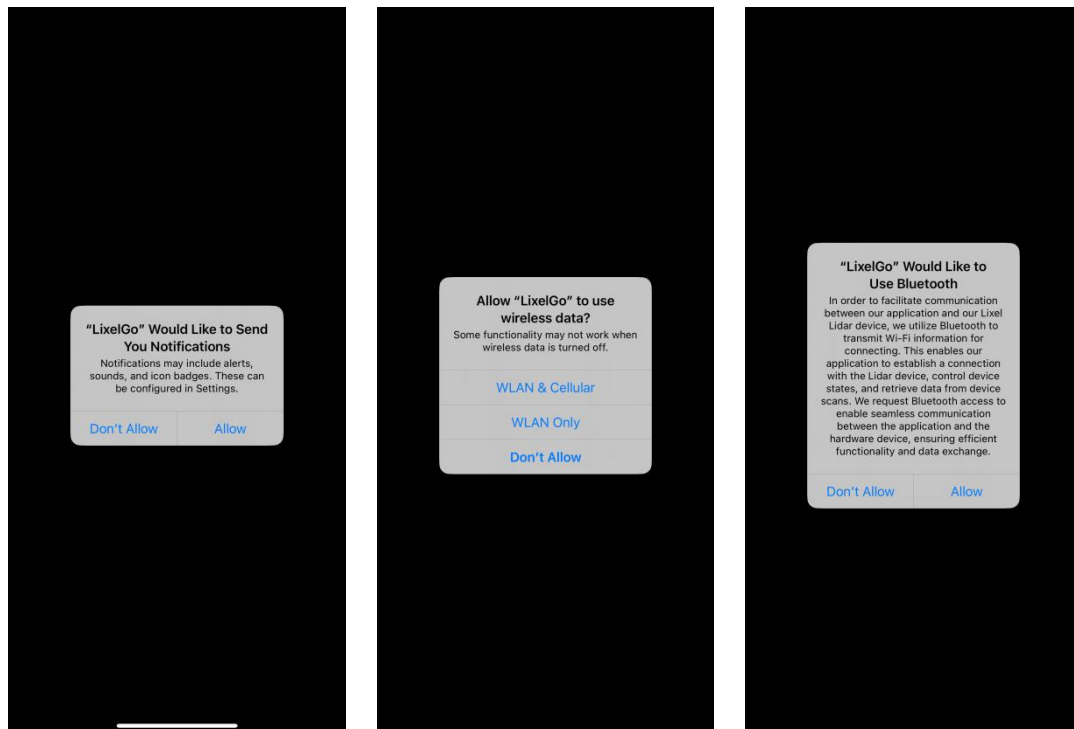 “LixelGo” Would Like to Send
You Notifications
Notifications may include alerts,
sounds, and icon badges. These can
be configured in Settings.
Don’t Allow
Allow
Allow “LixelGo” to use
wireless data?
Some functionality may not work when
wireless data is turned off.
WLAN & Cellular
WLAN Only
Don’t Allow
“LixelGo” Would Like to
Use Bluetooth
In order to facilitate communication
between our application and our Lixel
Lidar device, we utilize Bluetooth to
transmit Wi-Fi information for
connecting. This enables our
application to establish a connection
with the Lidar device, control device
states, and retrieve data from device
scans. We request Bluetooth access to
enable seamless communication
between the application and the
hardware device, ensuring efficient
functionality and data exchange.
Don’t Allow
Allow